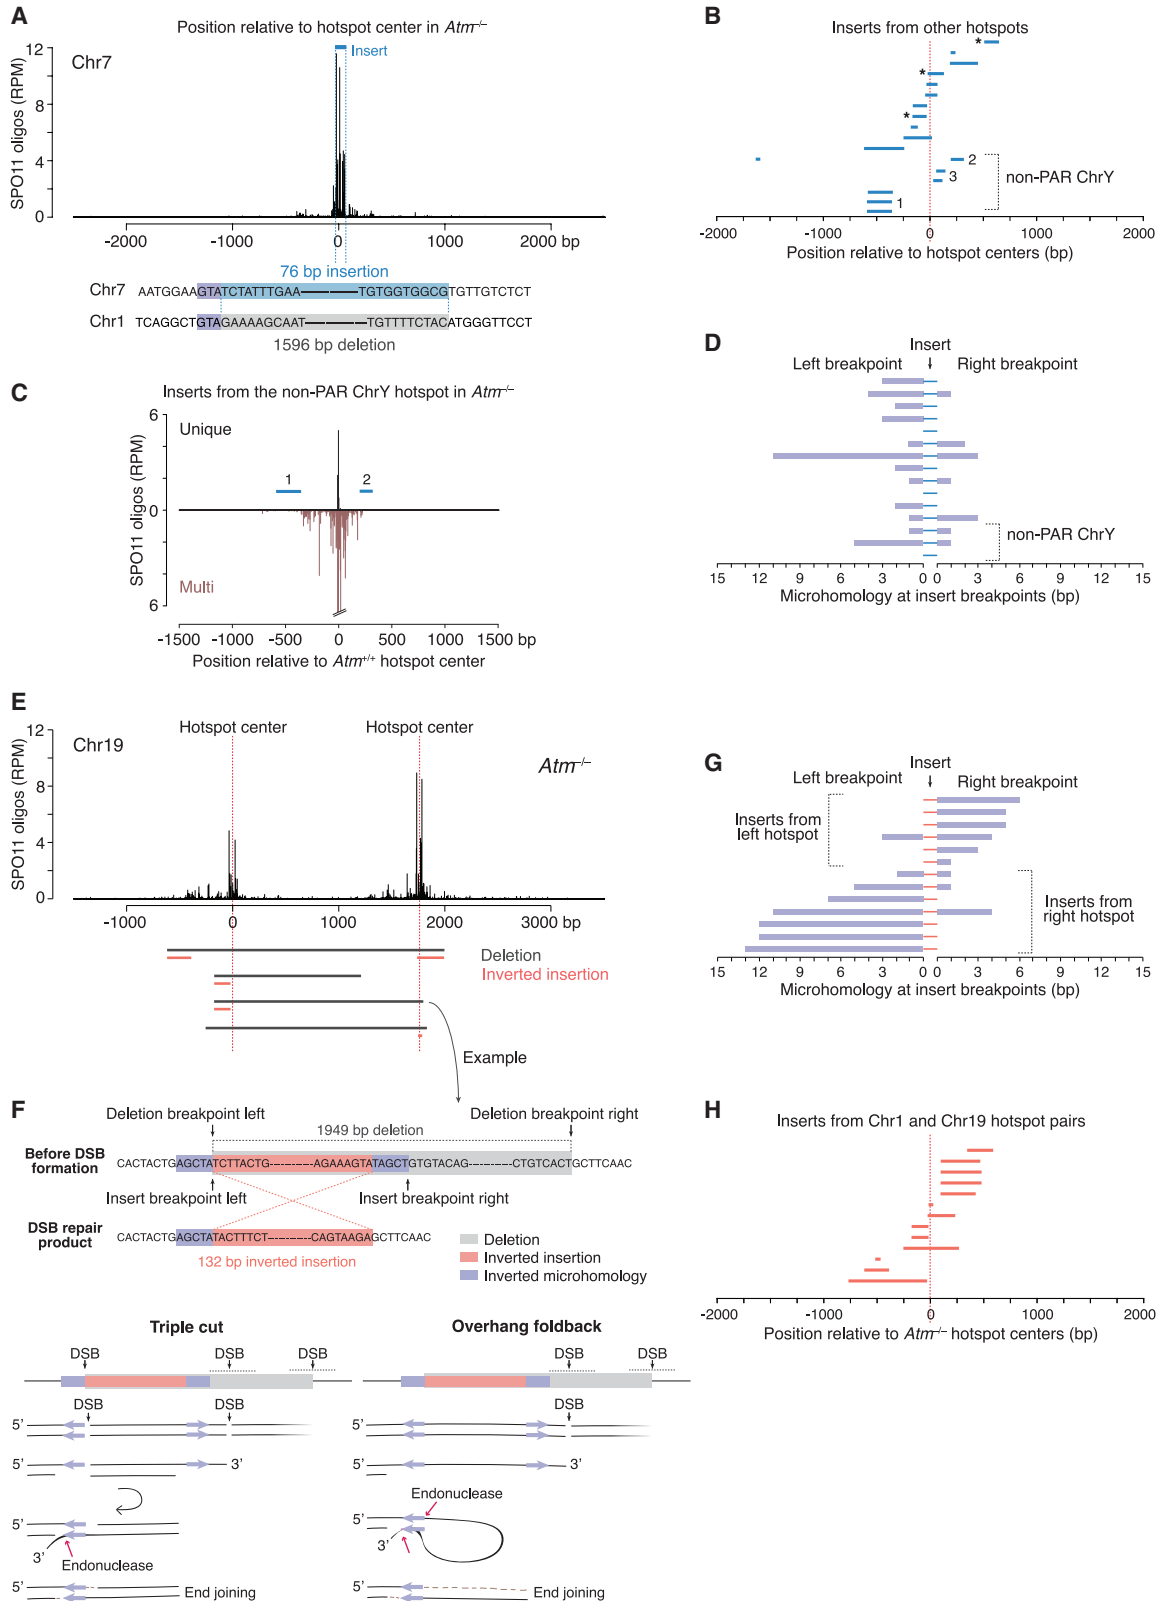 A
Position relative to hotspot center in Atm–/–
Chr7
Insert
SPO11 oligos (RPM)
12
8
4
0
-2000
-1000
0
1000
2000 bp
76 bp insertion
Chr7 AATGGAAGTATCTATTTGAA————TGTGGTGGCGTGTTGTCTCT
Chr1 TCAGGCTGTAGAAAAGCAAT————TGTTTTCTACATGGGTTCCT
1596 bp deletion
B
Inserts from other hotspots
*
*
*
2
3
1
non-PAR ChrY
-2000 -1000 0 1000 2000
Position relative to hotspot centers (bp)
C
Inserts from the non-PAR ChrY hotspot in Atm–/–
Unique
Multi
1
2
SPO11 oligos (RPM)
6
0
6
-1500 -1000 -500 0 500 1000 1500 bp
Position relative to Atm+/+ hotspot center
D
Insert
Left breakpoint
Right breakpoint
non-PAR ChrY
15 12 9 6 3 0 0 3 6 9 12 15
Microhomology at insert breakpoints (bp)
E
Hotspot center
Hotspot center
Chr19
Atm–/–
SPO11 oligos (RPM)
12
8
4
0
-1000 0 1000 2000 3000 bp
Deletion
Inverted insertion
Example
F
Deletion breakpoint left
Deletion breakpoint right
1949 bp deletion
Before DSB
formation
CACTACTGAGCTATCTTACTG----------AGAAAGTATAGCTGTGTACAG---------CTGTCACTGCTTCAAC
Insert breakpoint left
Insert breakpoint right
DSB repair
product
CACTACTGAGCTATACTTTCT----------CAGTAAGAGCTTCAAC
132 bp inverted insertion
Deletion
Inverted insertion
Inverted microhomology
Triple cut
DSB
DSB
DSB
DSB
DSB
5’
5’
3’
5’
3’
Endonuclease
5’
End joining
Overhang foldback
DSB
DSB
DSB
5’
5’
3’
Endonuclease
5’
3’
5’
End joining
G
Insert
Left breakpoint
Right breakpoint
Inserts from
left hotspot
Inserts from
right hotspot
15 12 9 6 3 0 0 3 6 9 12 15
Microhomology at insert breakpoints (bp)
H
Inserts from Chr1 and Chr19 hotspot pairs
-2000 -1000 0 1000 2000
Position relative to Atm–/– hotspot centers (bp)